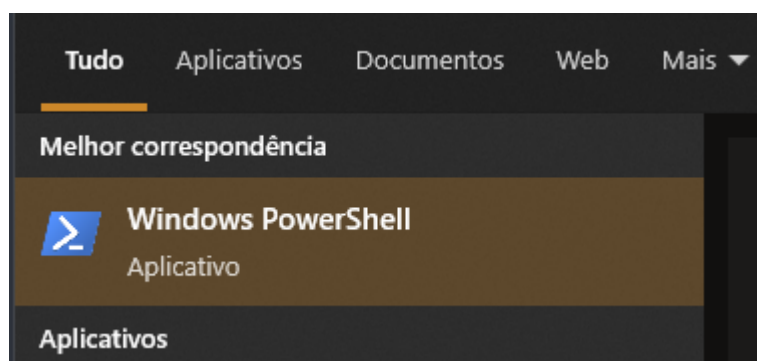 Tudo Aplicativos Documentos Web Mais
Melhor correspondência
Windows PowerShell
Aplicativo
Aplicativos